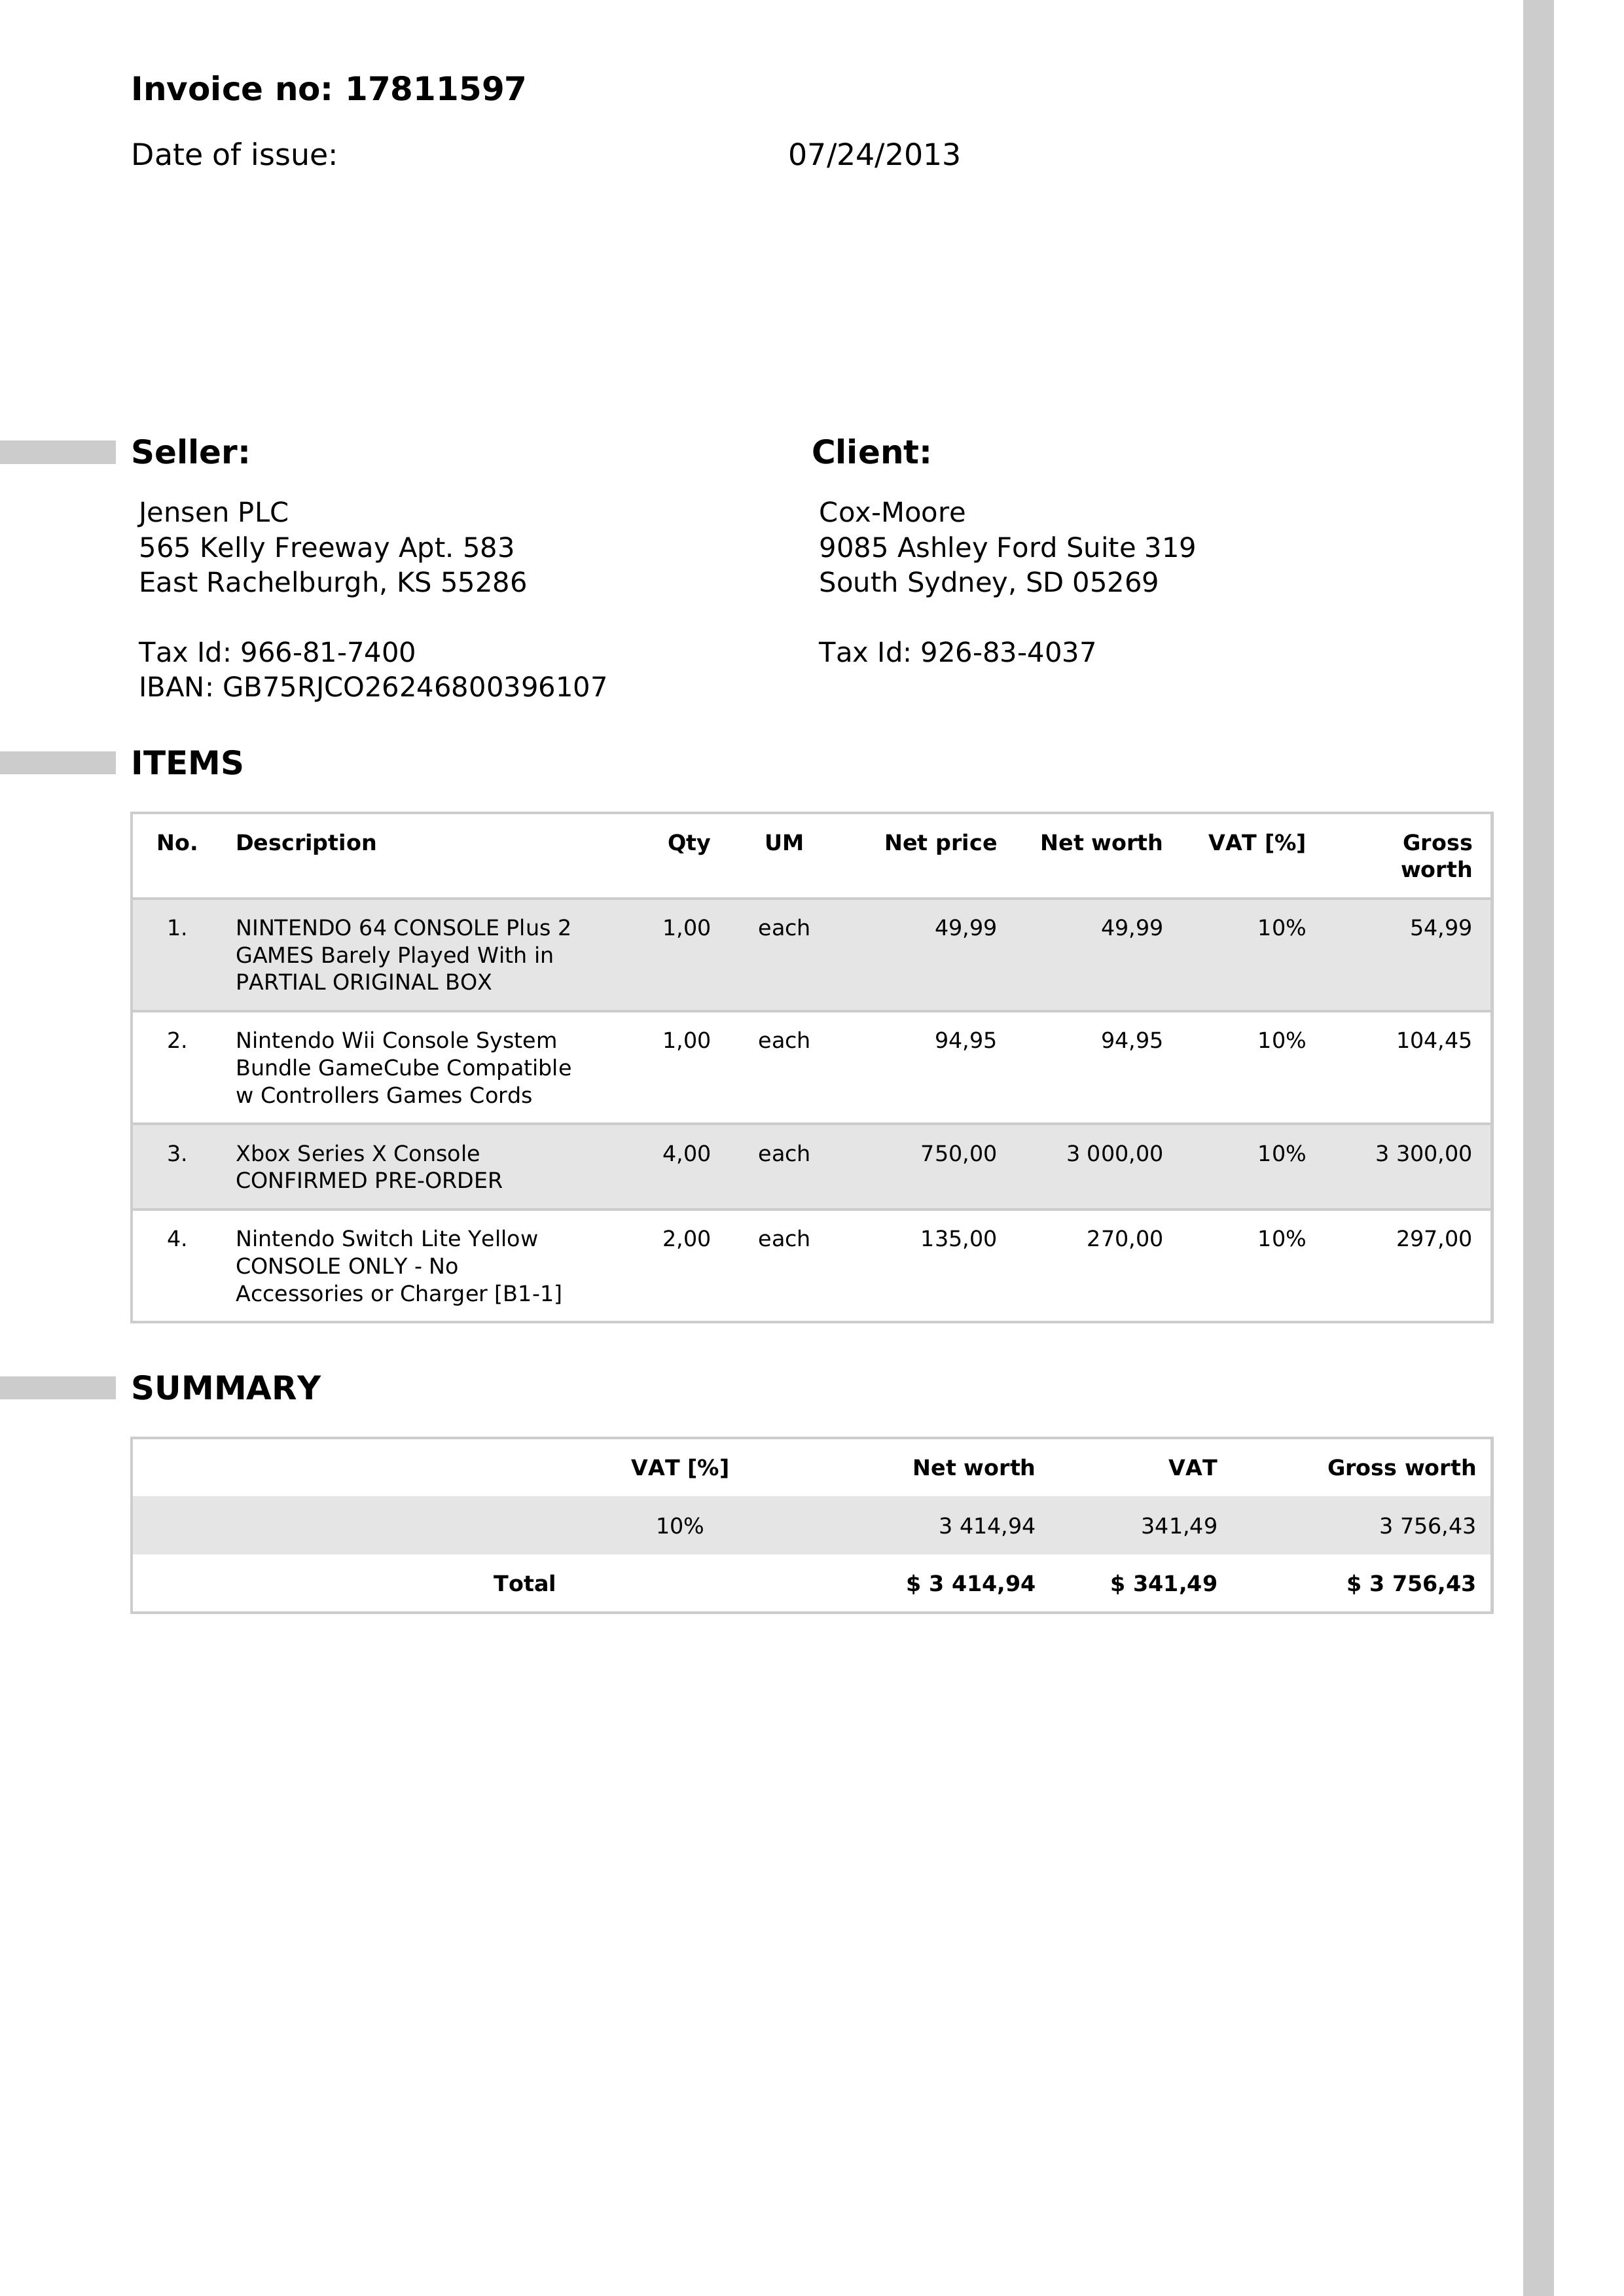 Invoice no: 17811597
Date of issue: 07/24/2013
Seller:
Jensen PLC
565 Kelly Freeway Apt. 583
East Rachelburgh, KS 55286
Tax Id: 966-81-7400
IBAN: GB75RJCO26246800396107
Client:
Cox-Moore
9085 Ashley Ford Suite 319
South Sydney, SD 05269
Tax Id: 926-83-4037
ITEMS
No. Description Qty UM Net price Net worth VAT [%] Gross
worth
1. NINTENDO 64 CONSOLE Plus 2 1,00 each 49,99 49,99 10% 54,99
GAMES Barely Played With in
PARTIAL ORIGINAL BOX
2. Nintendo Wii Console System 1,00 each 94,95 94,95 10% 104,45
Bundle GameCube Compatible
w Controllers Games Cords
3. Xbox Series X Console 4,00 each 750,00 3 000,00 10% 3 300,00
CONFIRMED PRE-ORDER
4. Nintendo Switch Lite Yellow 2,00 each 135,00 270,00 10% 297,00
CONSOLE ONLY - No
Accessories or Charger [B1-1]
SUMMARY
VAT [%] Net worth VAT Gross worth
10% 3 414,94 341,49 3 756,43
Total $ 3 414,94 $ 341,49 $ 3 756,43